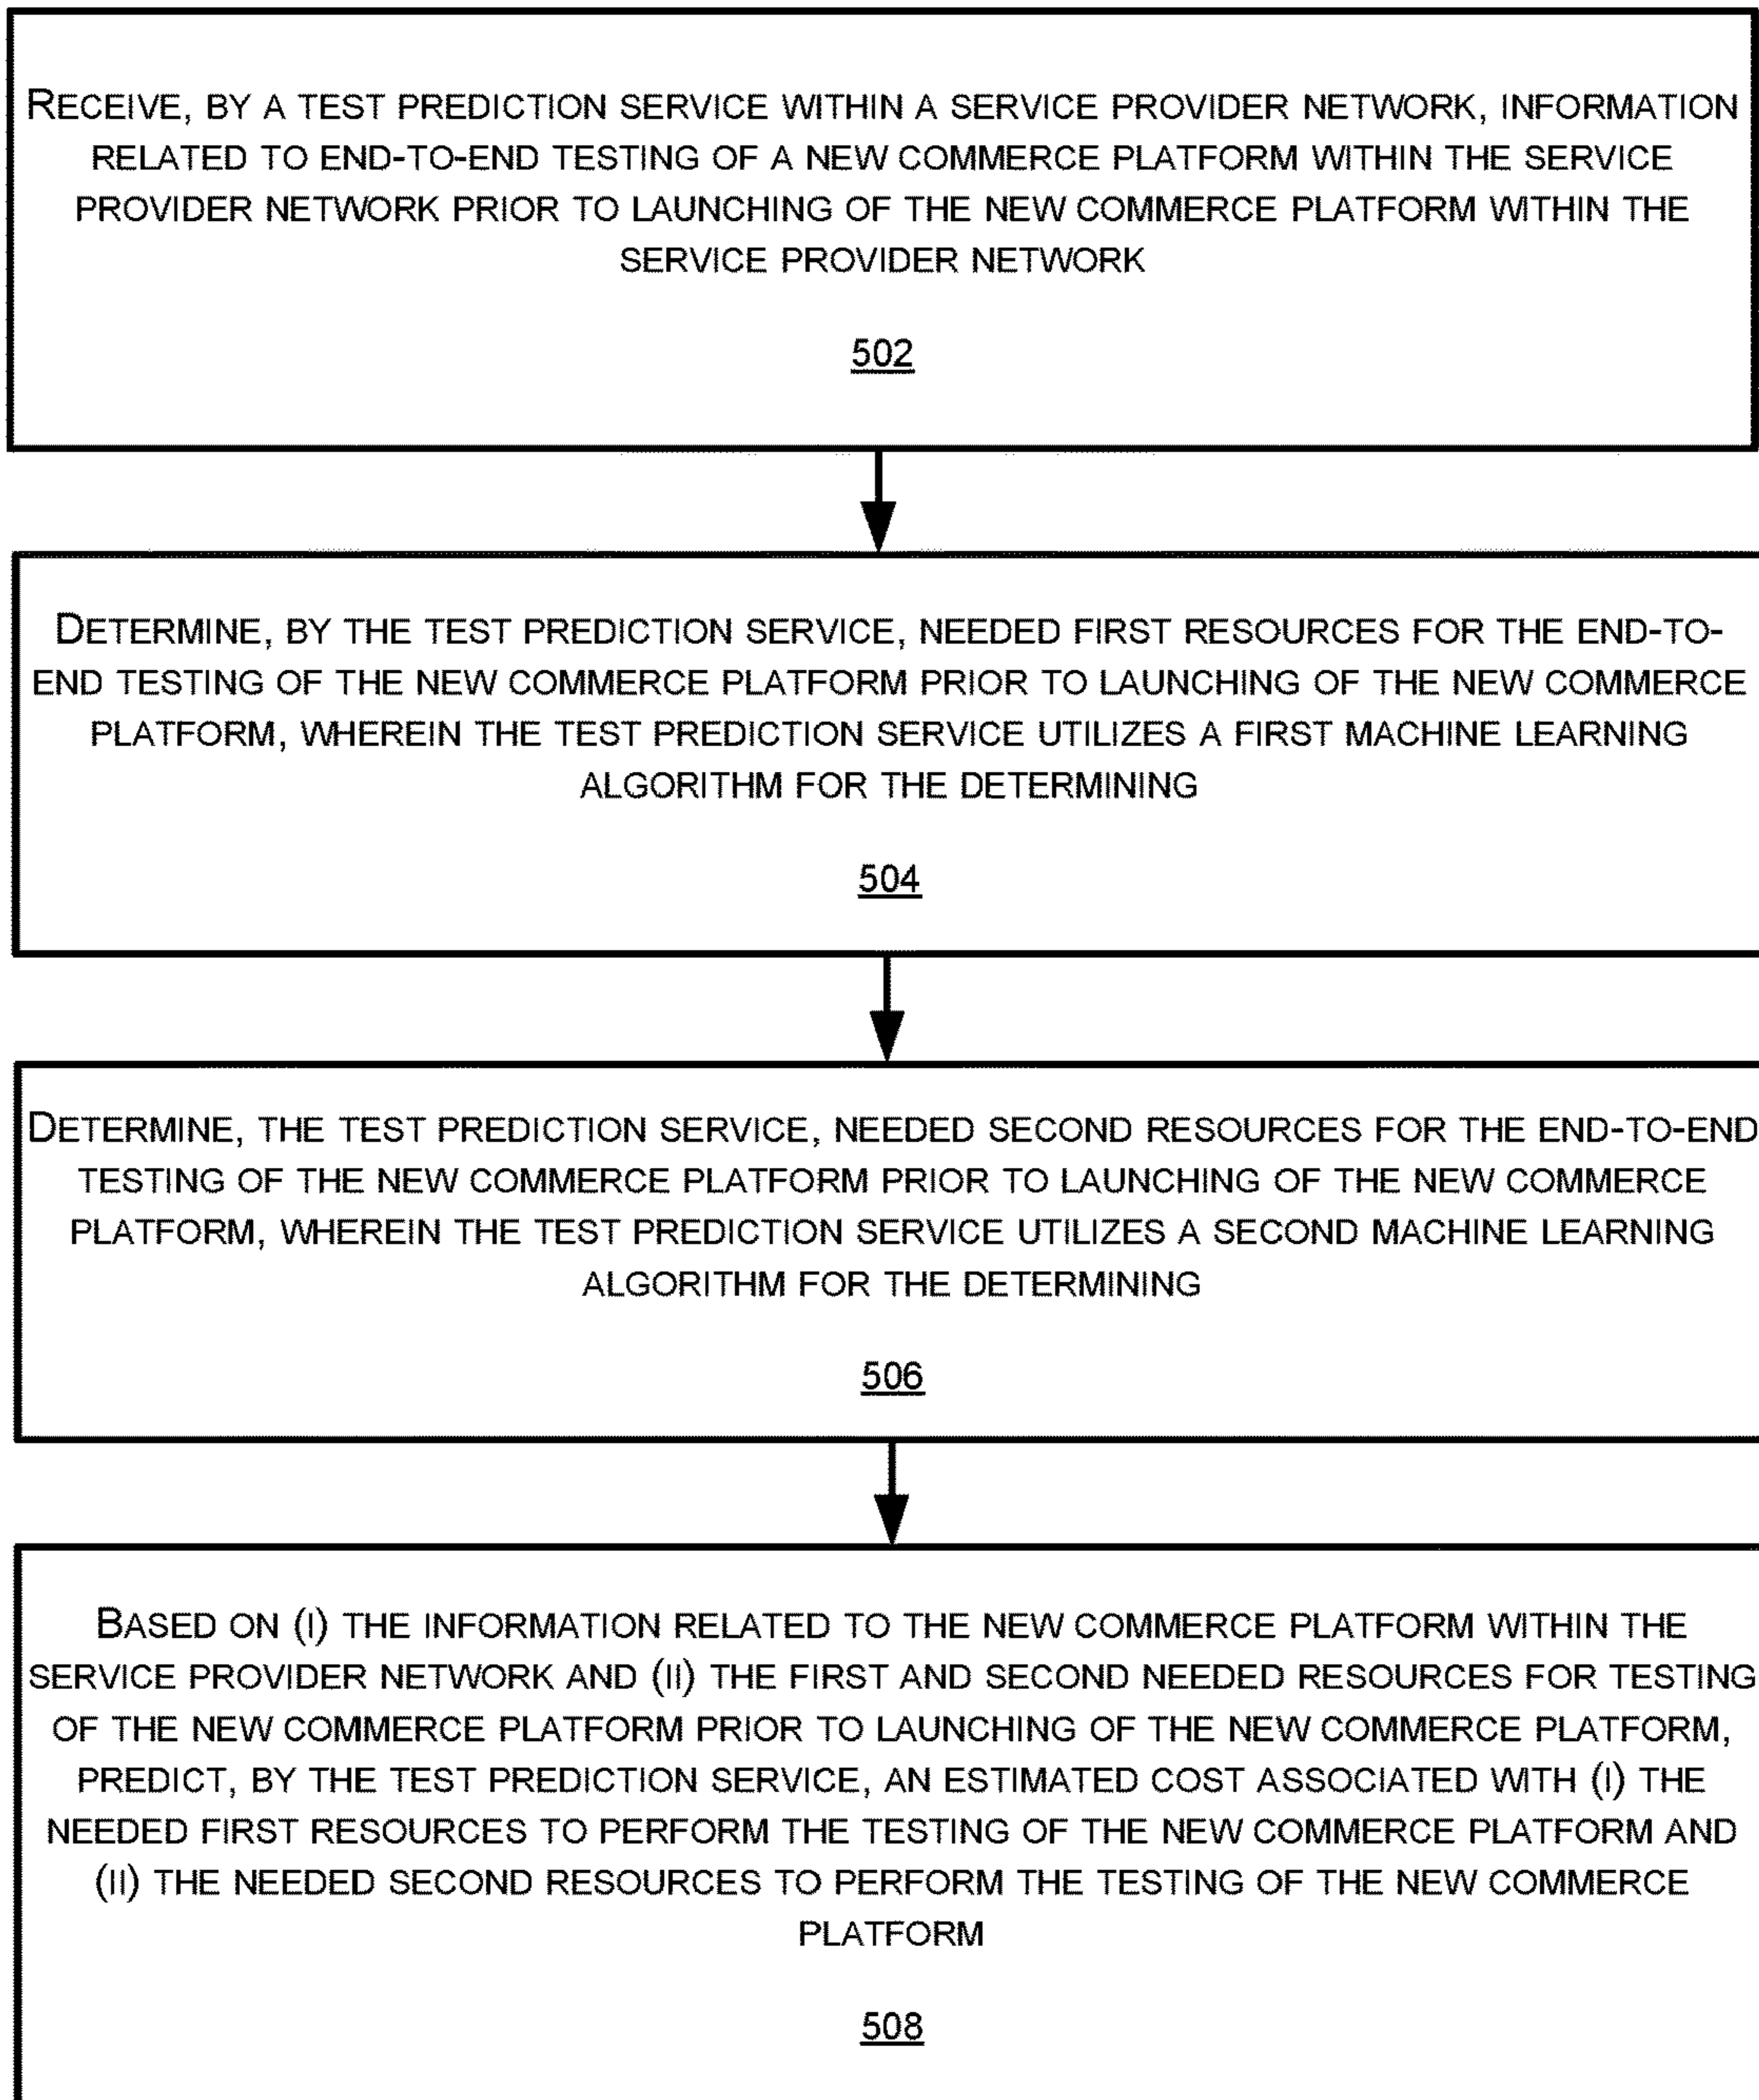 RECEIVE, BY A TEST PREDICTION SERVICE WITHIN A SERVICE PROVIDER NETWORK, INFORMATION
RELATED TO END-TO-END TESTING OF A NEW COMMERCE PLATFORM WITHIN THE SERVICE
PROVIDER NETWORK PRIOR TO LAUNCHING OF THE NEW COMMERCE PLATFORM WITHIN THE
SERVICE PROVIDER NETWORK
502
DETERMINE, BY THE TEST PREDICTION SERVICE, NEEDED FIRST RESOURCES FOR THE END-TO-
END TESTING OF THE NEW COMMERCE PLATFORM PRIOR TO LAUNCHING OF THE NEW COMMERCE
PLATFORM, WHEREIN THE TEST PREDICTION SERVICE UTILIZES A FIRST MACHINE LEARNING
ALGORITHM FOR THE DETERMINING
504
DETERMINE, THE TEST PREDICTION SERVICE, NEEDED SECOND RESOURCES FOR THE END-TO-END
TESTING OF THE NEW COMMERCE PLATFORM PRIOR TO LAUNCHING OF THE NEW COMMERCE
PLATFORM, WHEREIN THE TEST PREDICTION SERVICE UTILIZES A SECOND MACHINE LEARNING
ALGORITHM FOR THE DETERMINING
506
BASED ON (I) THE INFORMATION RELATED TO THE NEW COMMERCE PLATFORM WITHIN THE
SERVICE PROVIDER NETWORK AND (II) THE FIRST AND SECOND NEEDED RESOURCES FOR TESTING
OF THE NEW COMMERCE PLATFORM PRIOR TO LAUNCHING OF THE NEW COMMERCE PLATFORM,
PREDICT, BY THE TEST PREDICTION SERVICE, AN ESTIMATED COST ASSOCIATED WITH (I) THE
NEEDED FIRST RESOURCES TO PERFORM THE TESTING OF THE NEW COMMERCE PLATFORM AND
(II) THE NEEDED SECOND RESOURCES TO PERFORM THE TESTING OF THE NEW COMMERCE
PLATFORM
508